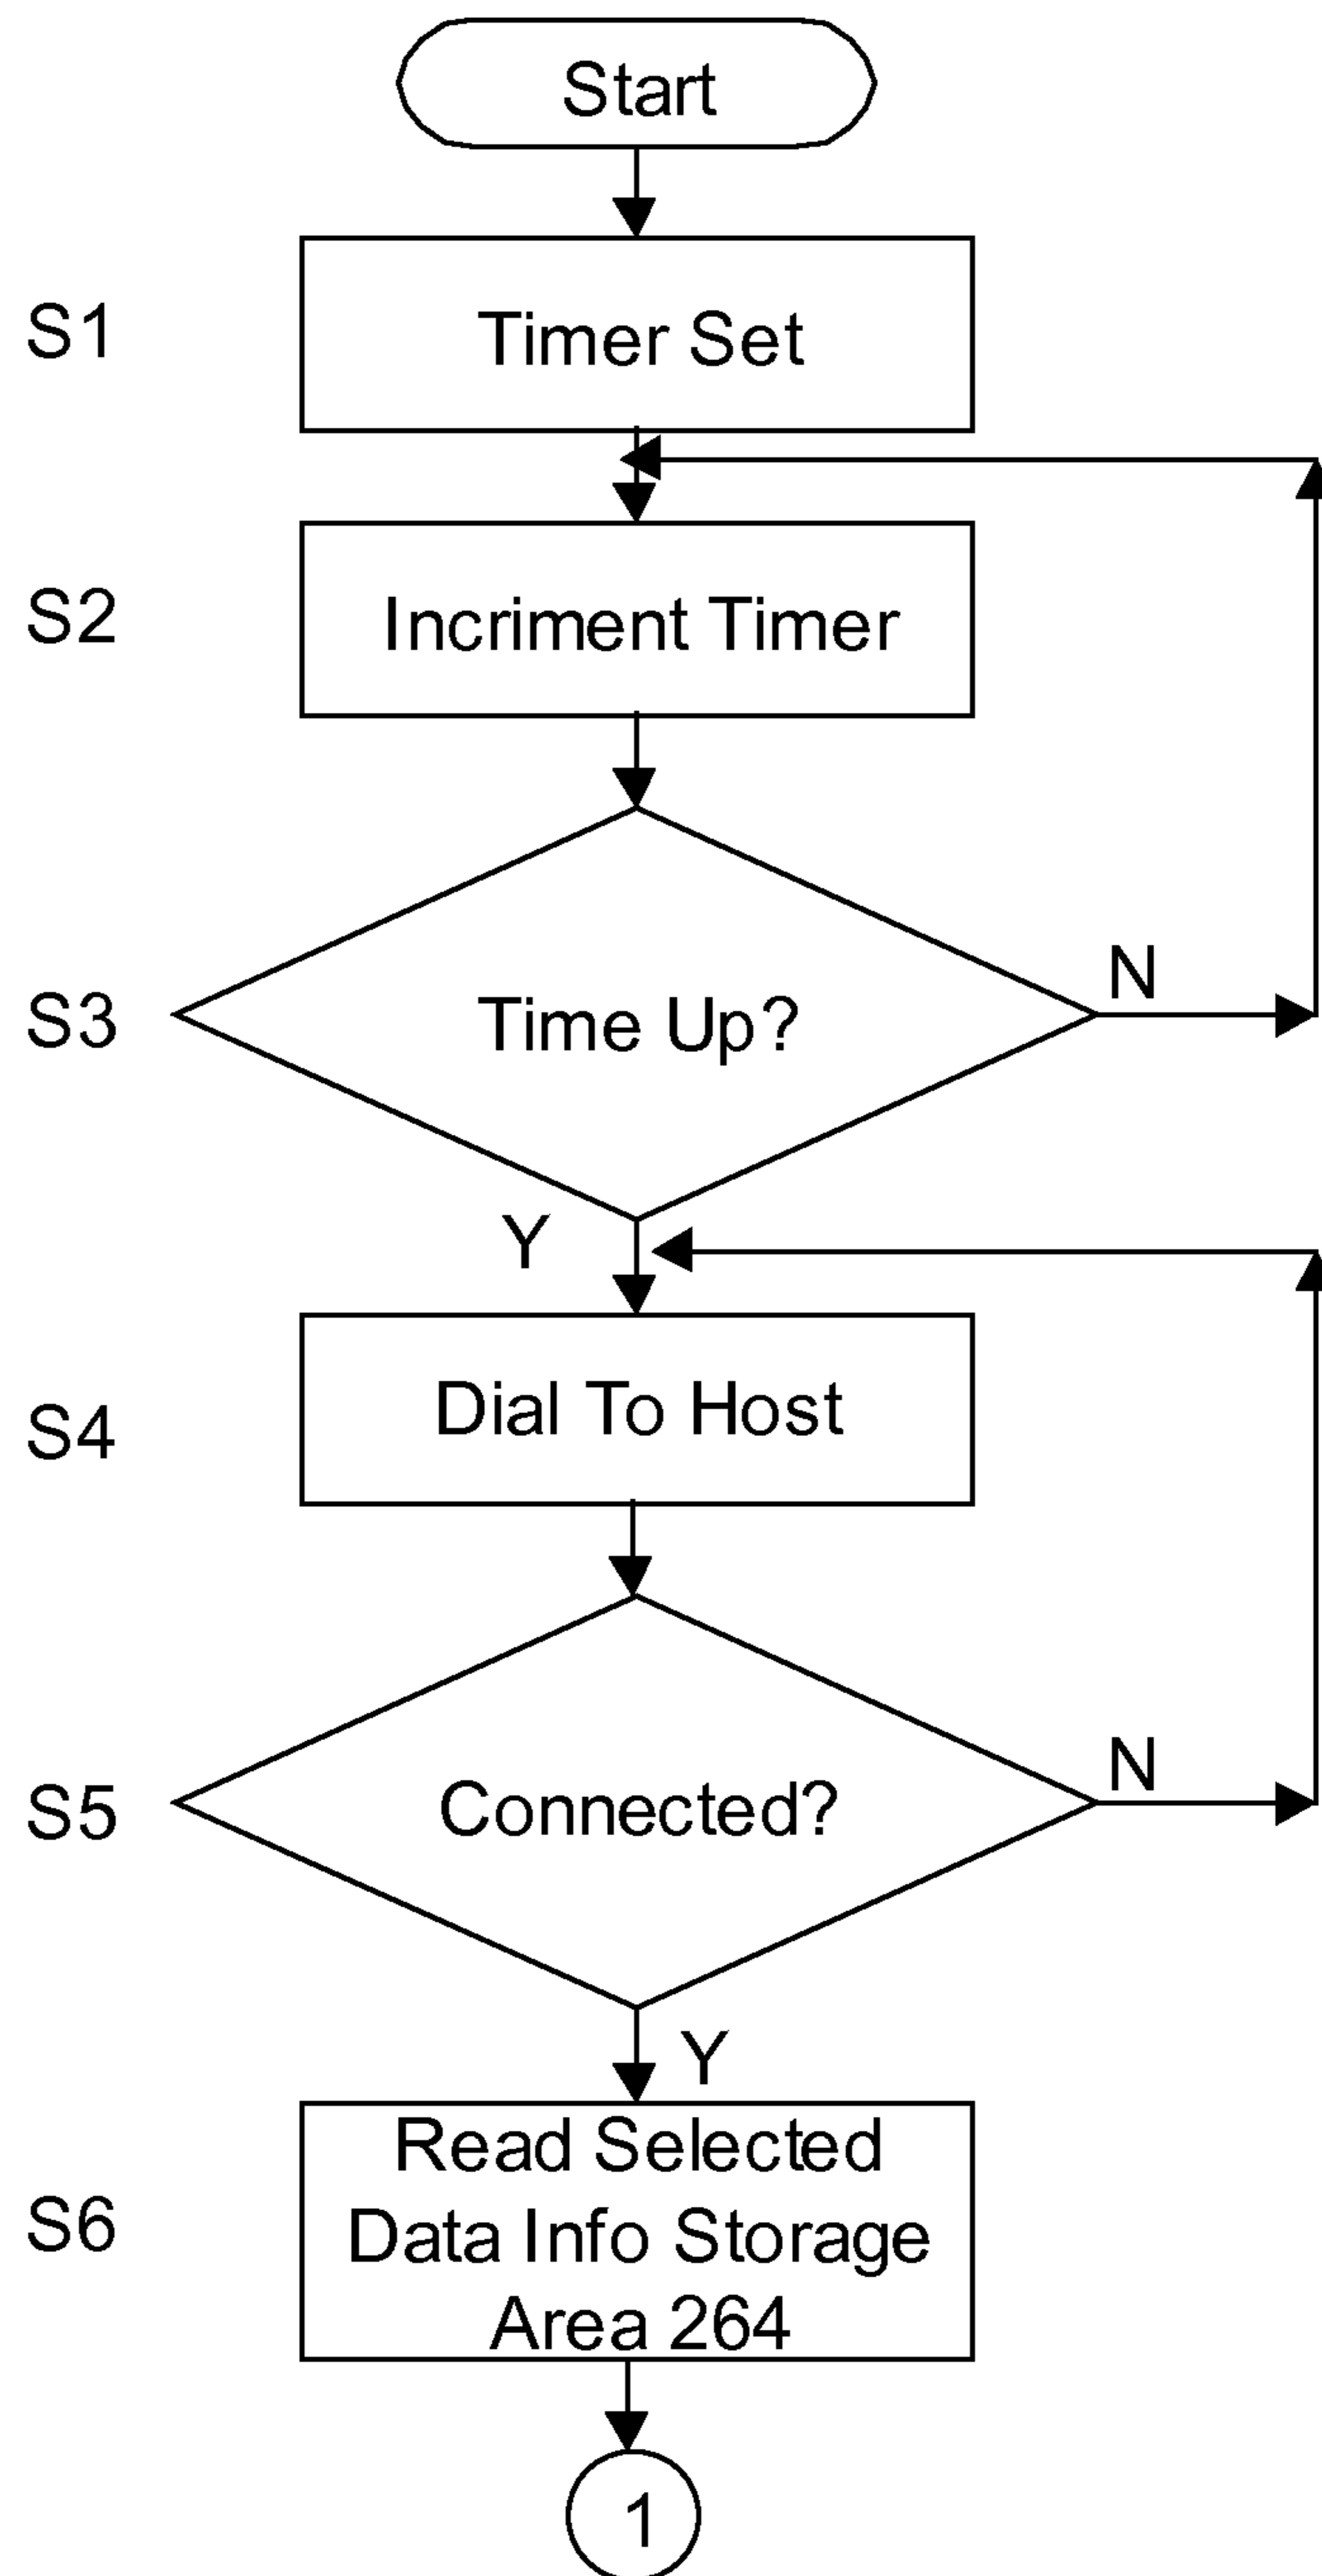 Start
S1
Timer Set
S2
Incriment Timer
S3
Time Up?
N
Y
S4
Dial To Host
S5
Connected?
N
Y
S6
Read Selected
Data Info Storage
Area 264
1